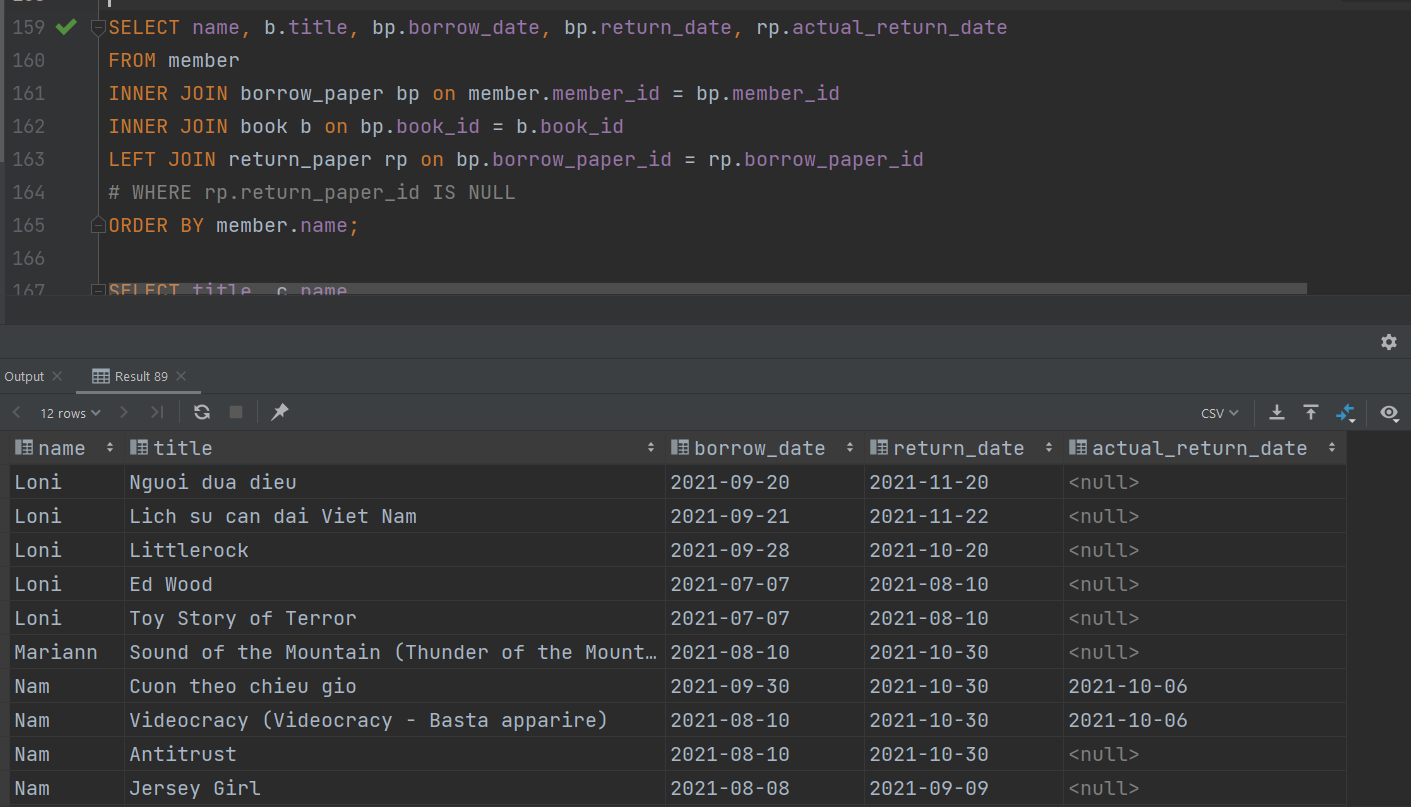 159 SELECT name, b.title, bp.borrow_date, bp.return_date, rp.actual_return_date
160 FROM member
161 INNER JOIN borrow_paper bp on member.member_id = bp.member_id
162 INNER JOIN book b on bp.book_id = b.book_id
163 LEFT JOIN return_paper rp on bp.borrow_paper_id = rp.borrow_paper_id
164 # WHERE rp.return_paper_id IS NULL
165 ORDER BY member.name;
166
167 SELECT title, c.name
Output Result 89
12 rows CSV
name title borrow_date return_date actual_return_date
Loni Nguoi dua dieu 2021-09-20 2021-11-20 <null>
Loni Lich su can dai Viet Nam 2021-09-21 2021-11-22 <null>
Loni Littlerock 2021-09-28 2021-10-20 <null>
Loni Ed Wood 2021-07-07 2021-08-10 <null>
Loni Toy Story of Terror 2021-07-07 2021-08-10 <null>
Mariann Sound of the Mountain (Thunder of the Mount… 2021-08-10 2021-10-30 <null>
Nam Cuon theo chieu gio 2021-09-30 2021-10-30 2021-10-06
Nam Videocracy (Videocracy - Basta apparire) 2021-08-10 2021-10-30 2021-10-06
Nam Antitrust 2021-08-10 2021-10-30 <null>
Nam Jersey Girl 2021-08-08 2021-09-09 <null>